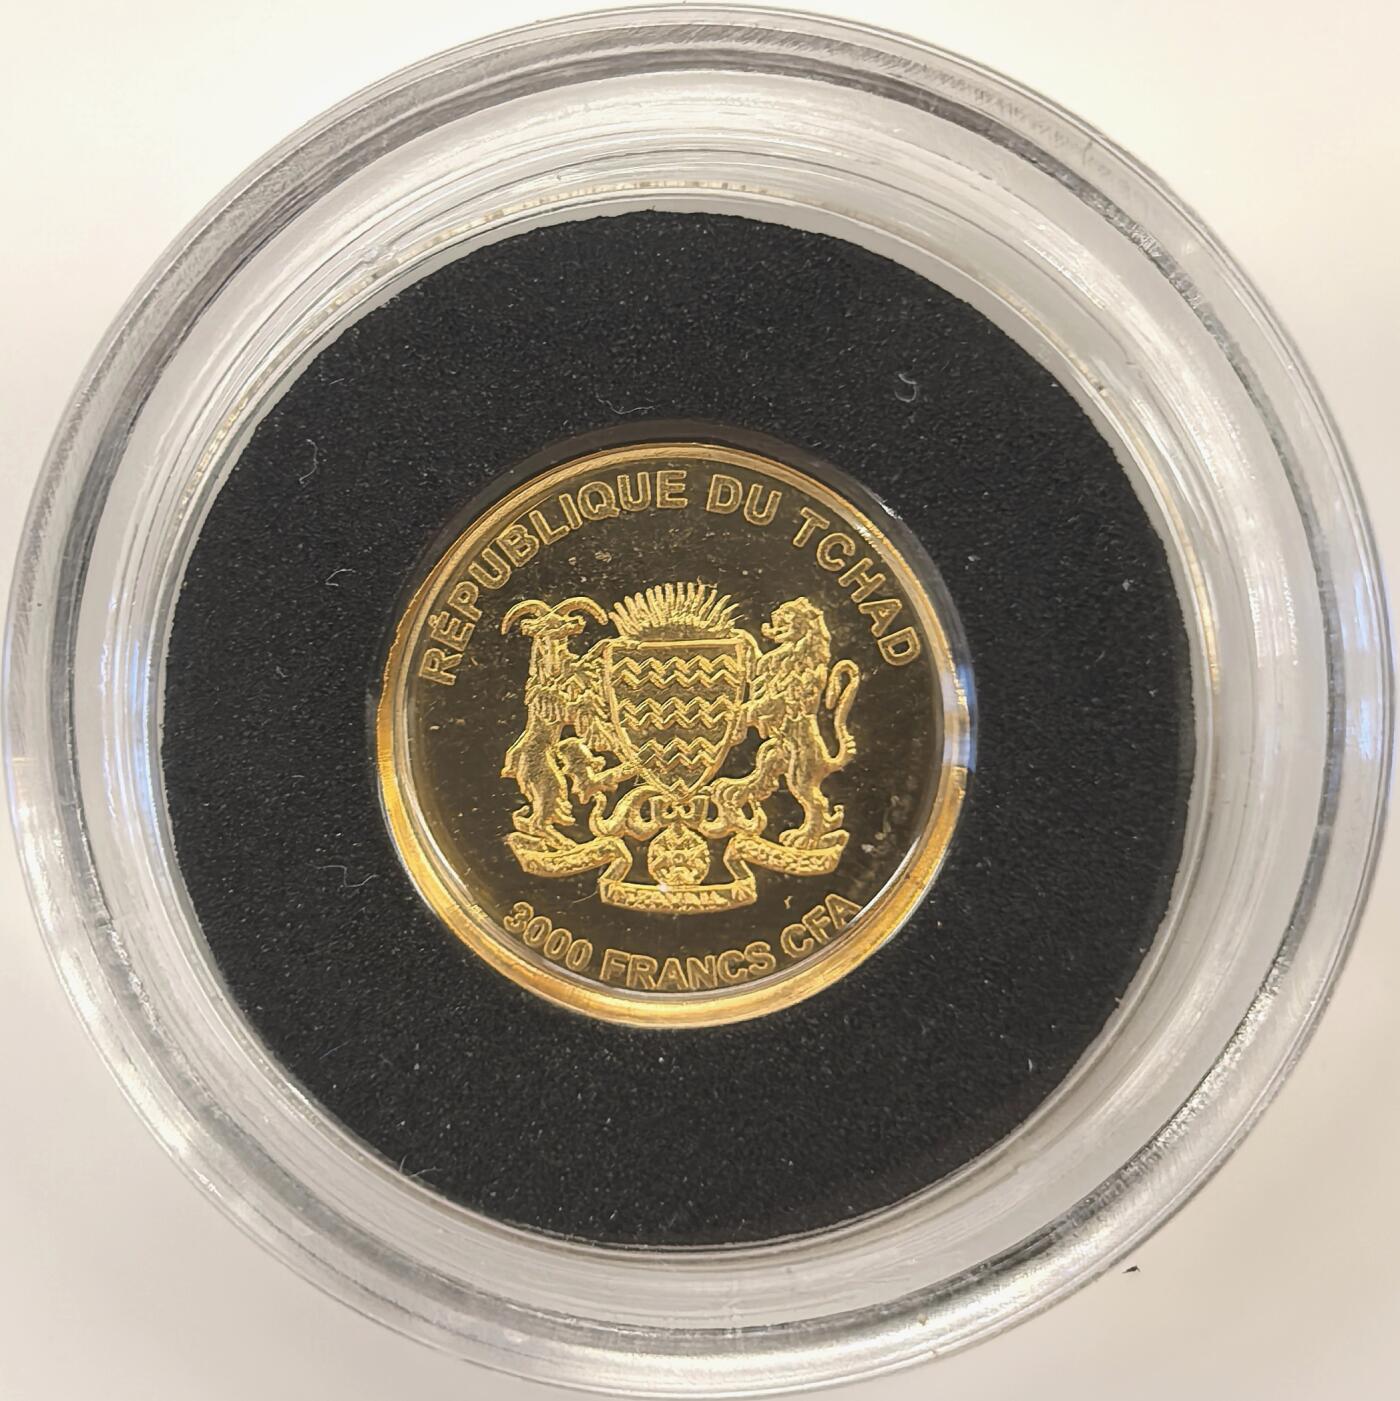 RÉPUBLIQUE DU TCHAD
3000 FRANCS CFA